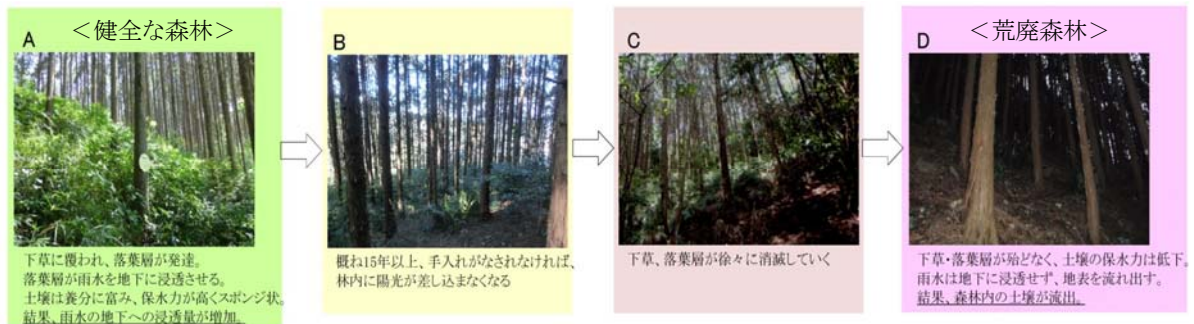 A <健全な森林>
下草に覆われ、落葉層が発達。
落葉層が雨水を地下に浸透させる。
土壌は養分に富み、保水力が高くスポンジ状。
結果、雨水の地下への浸透量が増加。
B
概ね15年以上、手入れがなされなければ、
林内に陽光が差し込まなくなる
C
下草、落葉層が徐々に消滅していく
D <荒廃森林>
下草・落葉層が殆どなく、土壌の保水力は低下。
雨水は地下に浸透せず、地表を流れ出す。
結果、森林内の土壌が流出。